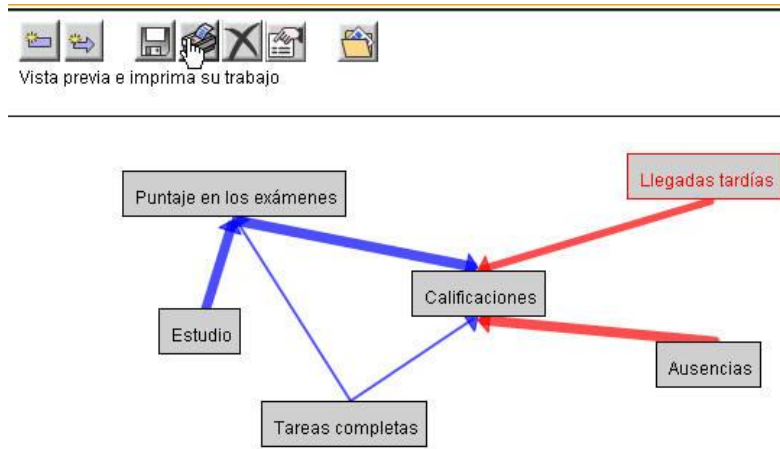 Vista previa e imprima su trabajo
Llegadas tardías
Puntaje en los exámenes
Calificaciones
Estudio
Ausencias
Tareas completas